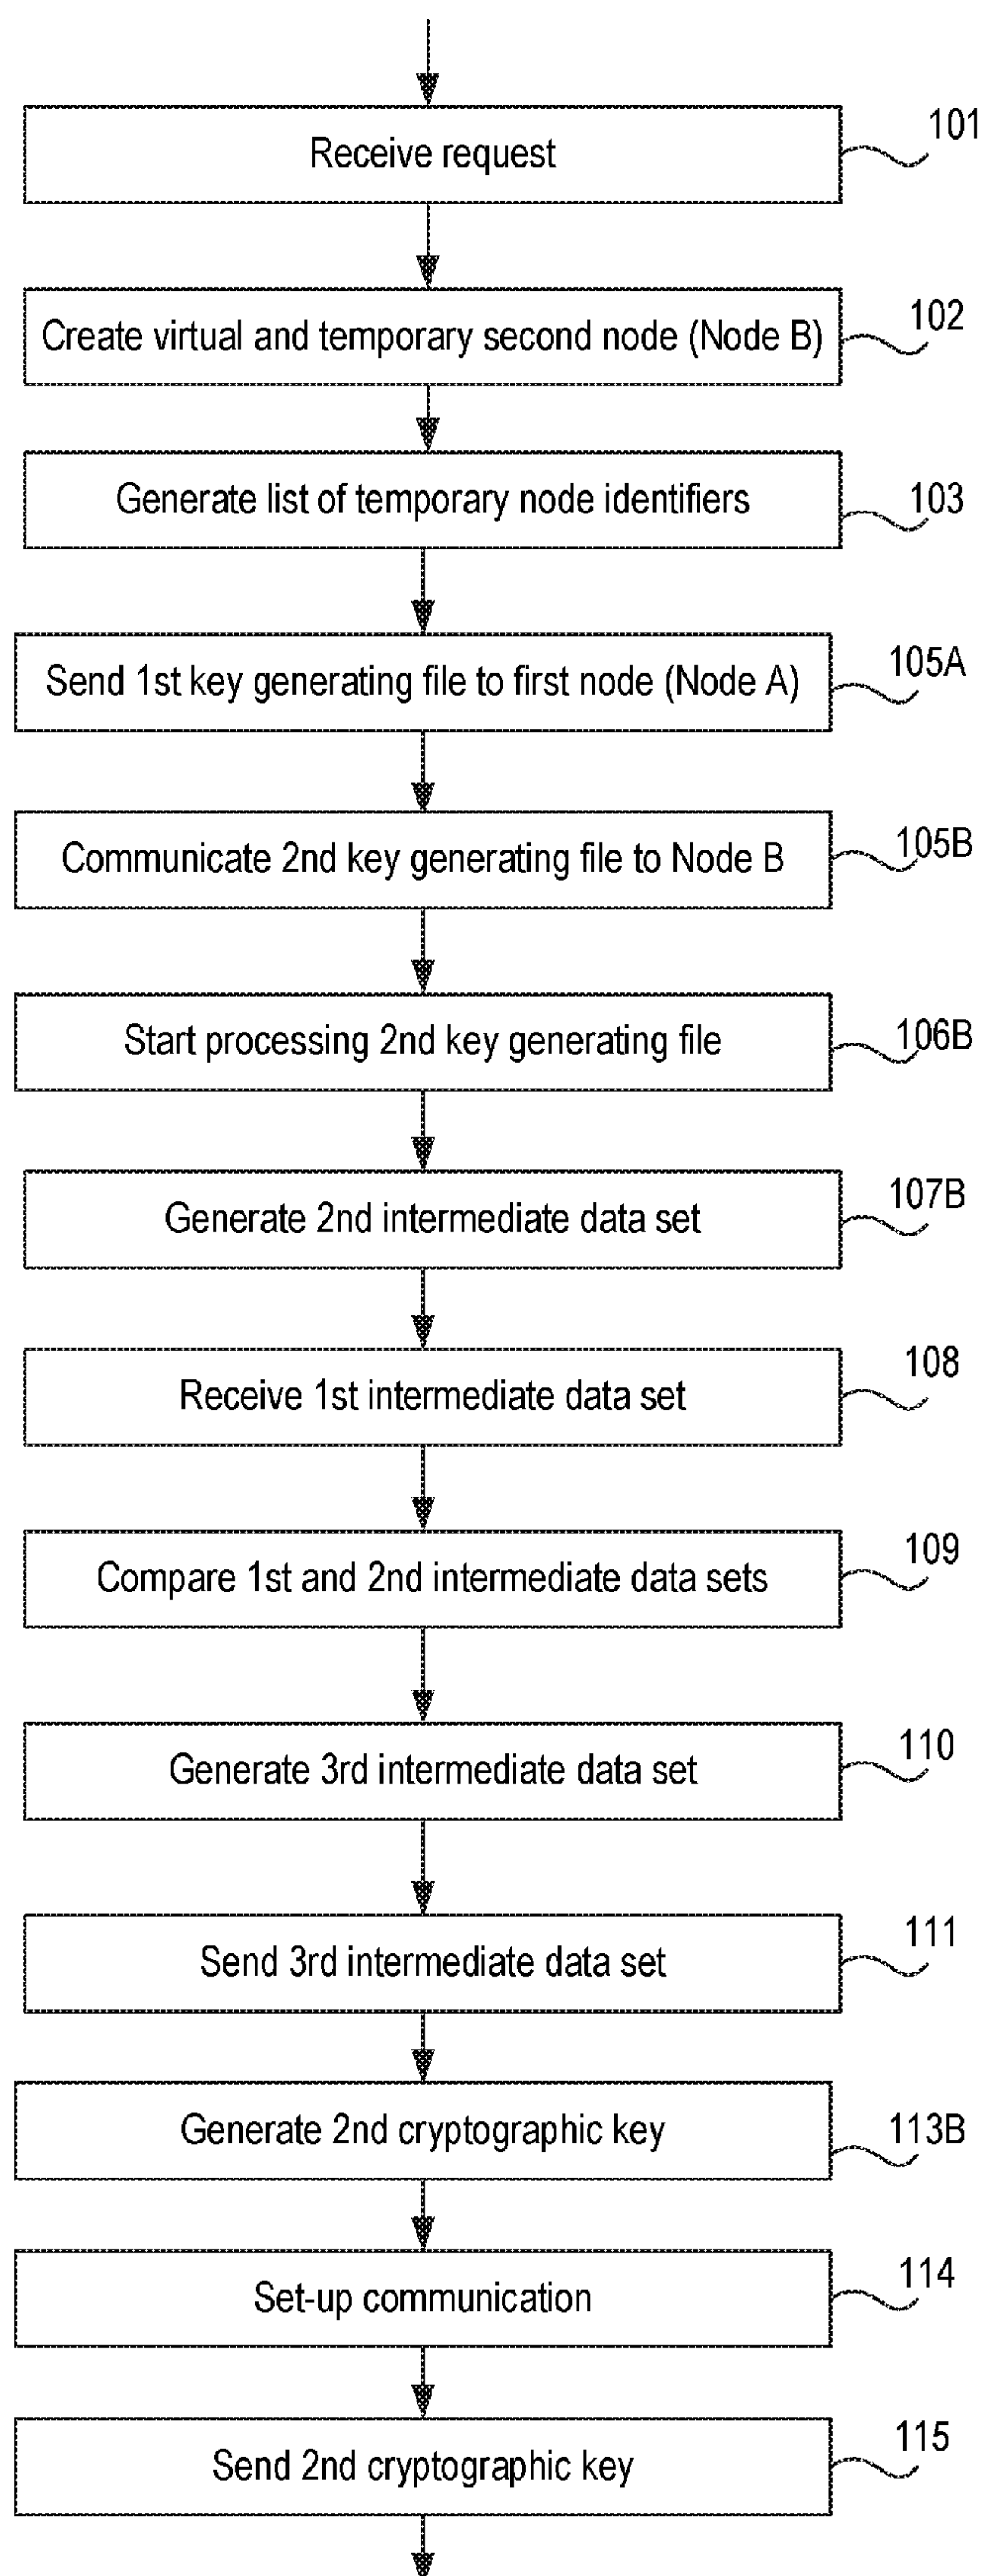 Receive request
101
Create virtual and temporary second node (Node B)
102
Generate list of temporary node identifiers
103
Send 1st key generating file to first node (Node A)
105A
Communicate 2nd key generating file to Node B
105B
Start processing 2nd key generating file
106B
Generate 2nd intermediate data set
107B
Receive 1st intermediate data set
108
Compare 1st and 2nd intermediate data sets
109
Generate 3rd intermediate data set
110
Send 3rd intermediate data set
111
Generate 2nd cryptographic key
113B
Set-up communication
114
Send 2nd cryptographic key
115